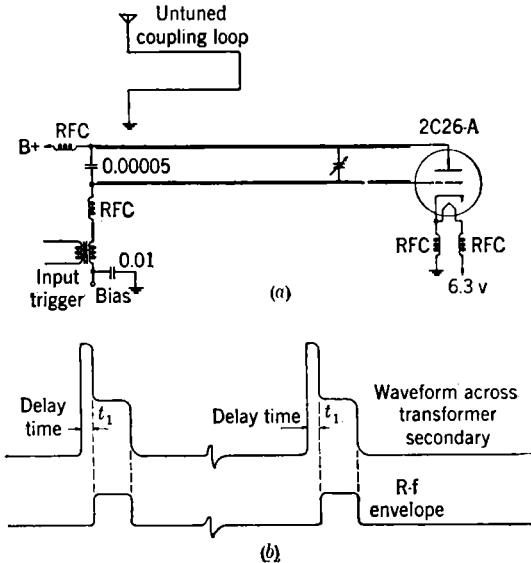 Untuned
coupling loop
RFC
B+
0.00005
2C26-A
RFC
RFC
RFC
0.01
Input
trigger
Bias
6.3 v
(a)
Delay
time
t1
Delay time
t1
Waveform across
transformer
secondary
R-f
envelope
(b)